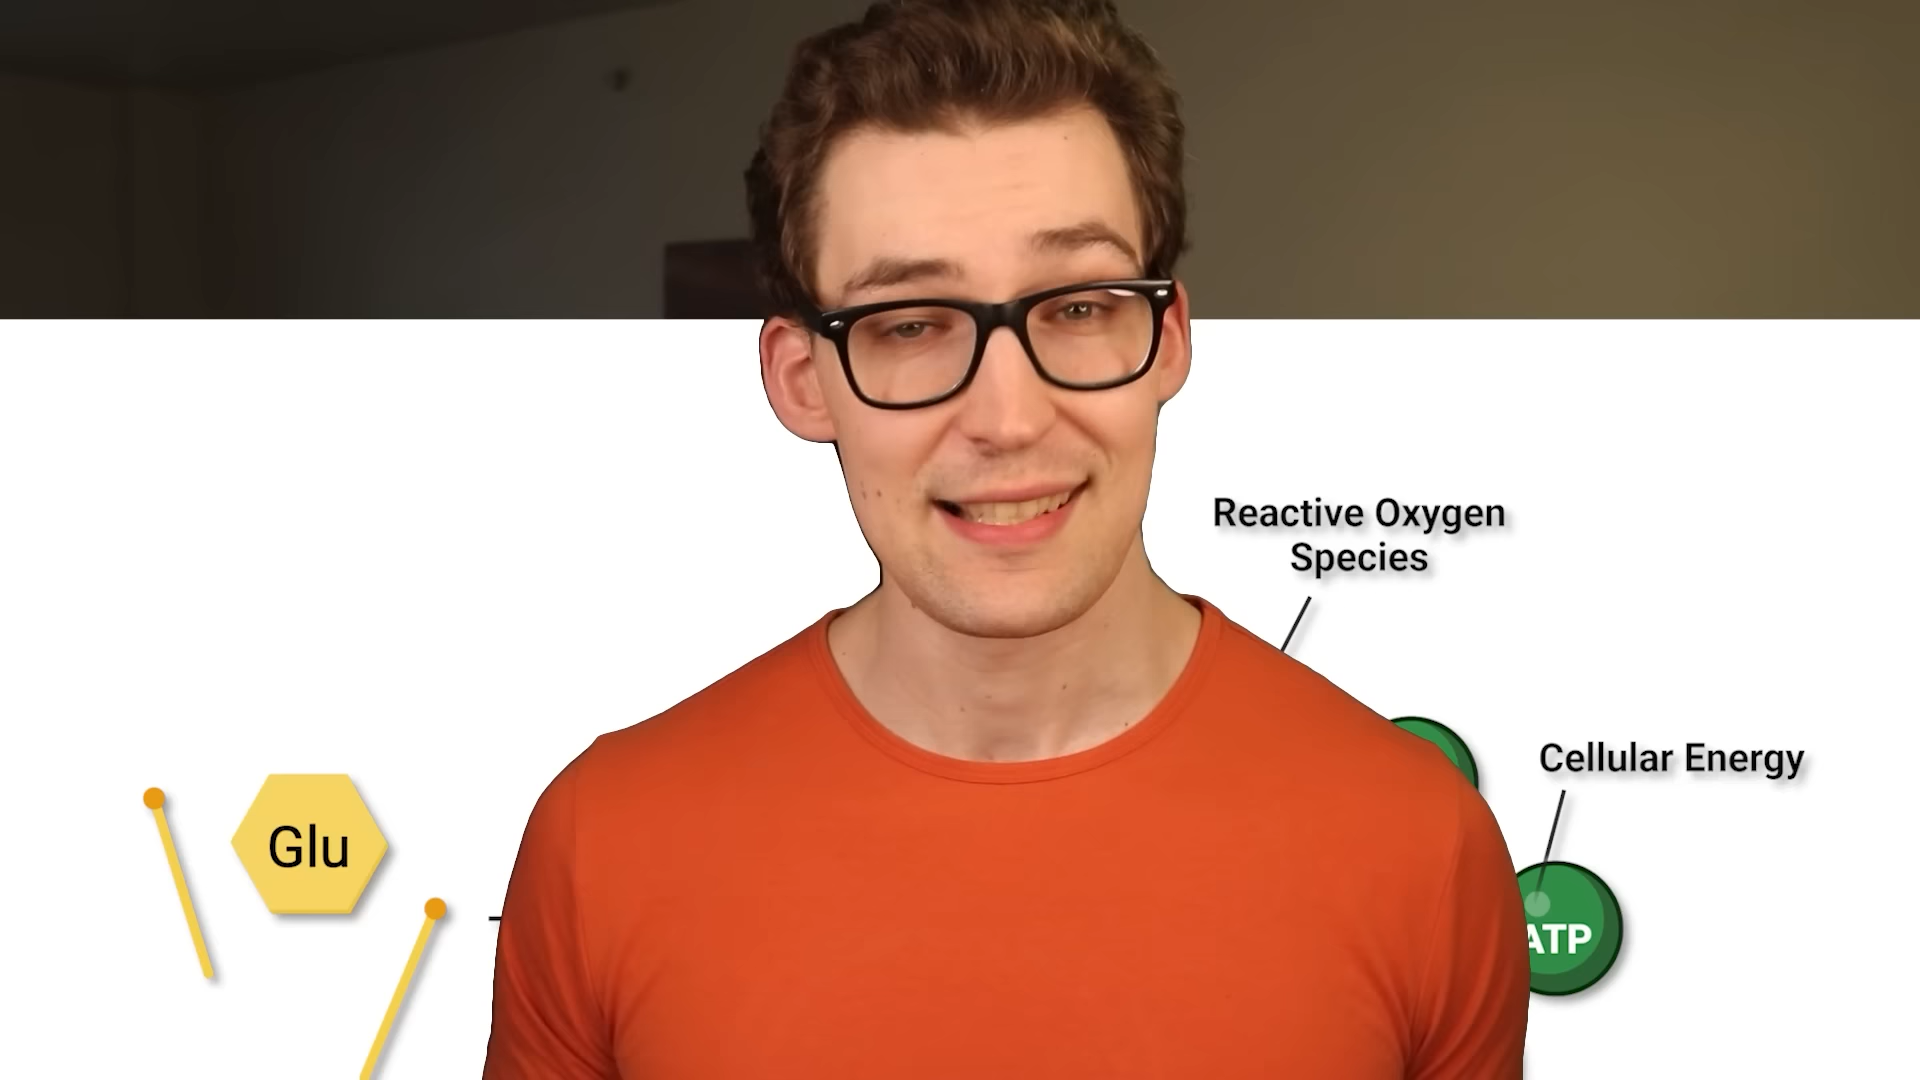 Reactive Oxygen
Species
Cellular Energy
Glu
ATP